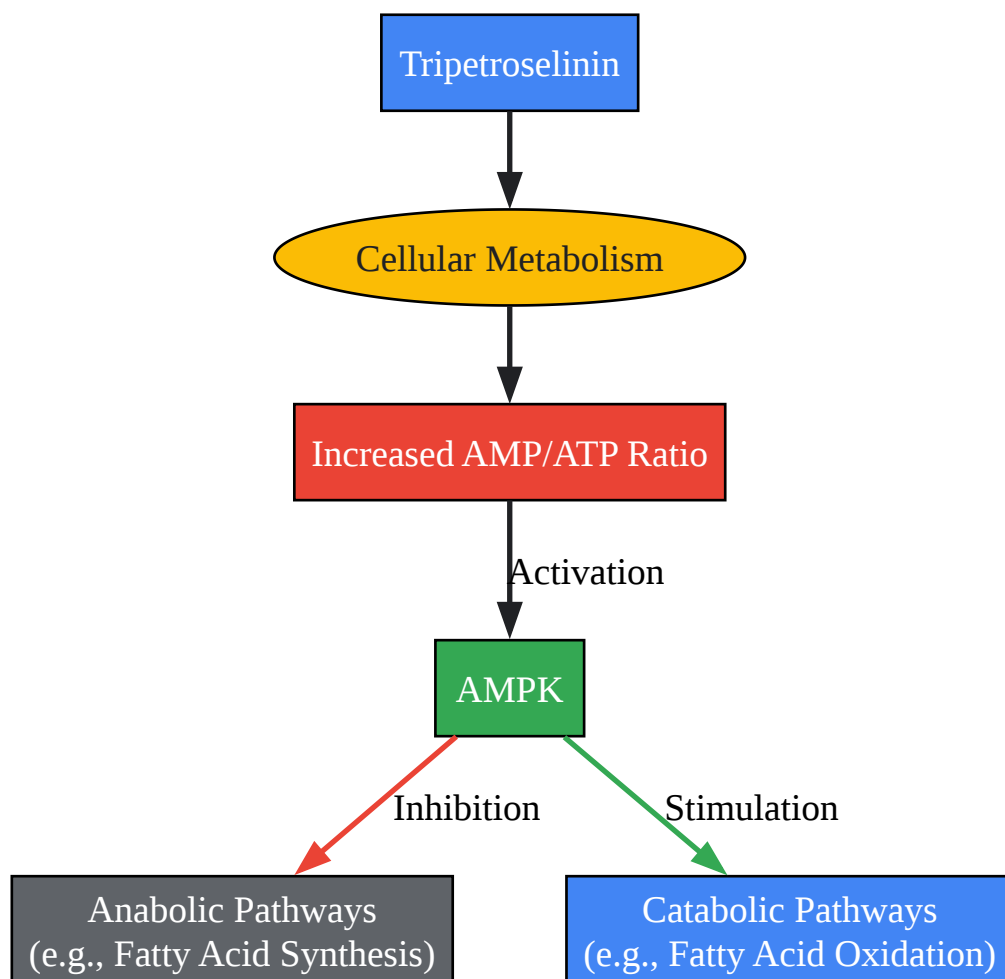 Tripetroselinin
Cellular Metabolism
Increased AMP/ATP Ratio
Activation
AMPK
Inhibition
Stimulation
Anabolic Pathways
(e.g., Fatty Acid Synthesis)
Catabolic Pathways
(e.g., Fatty Acid Oxidation)